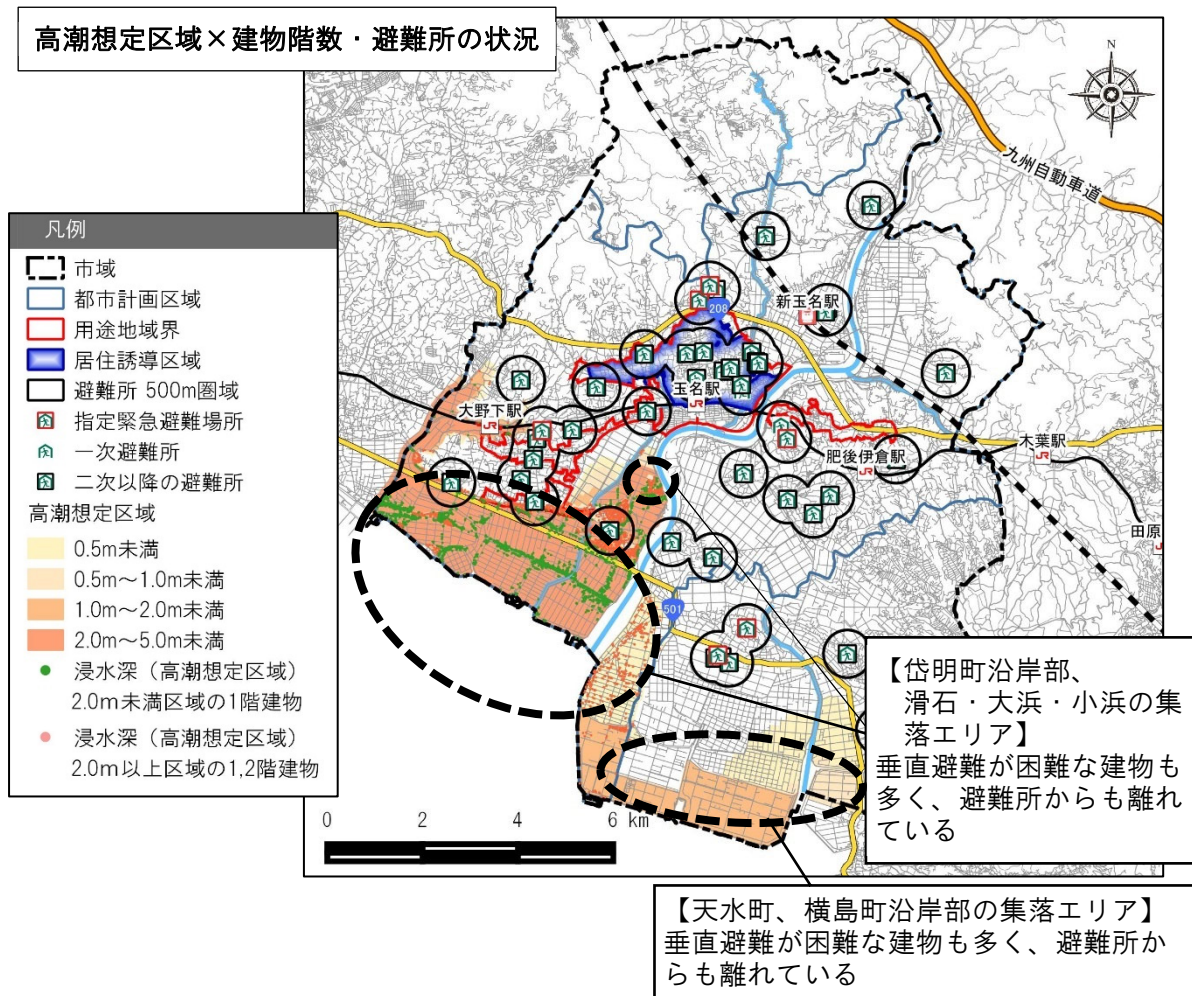 高潮想定区域×建物階数・避難所の状況
N
九州自動車道
凡例
市域
都市計画区域
用途地域界
居住誘導区域
避難所 500m圏域
指定緊急避難場所
一次避難所
二次以降の避難所
高潮想定区域
0.5m未満
0.5m～1.0m未満
1.0m～2.0m未満
2.0m～5.0m未満
浸水深（高潮想定区域）
2.0m未満区域の1階建物
浸水深（高潮想定区域）
2.0m以上区域の1,2階建物
新玉名駅
208
玉名駅
JR
大野下駅
JR
肥後伊倉駅
JR
木葉駅
JR
田原
501
0 2 4 6 km
【岱明町沿岸部、
滑石・大浜・小浜の集
落エリア】
垂直避難が困難な建物も
多く、避難所からも離れ
ている
【天水町、横島町沿岸部の集落エリア】
垂直避難が困難な建物も多く、避難所か
らも離れている